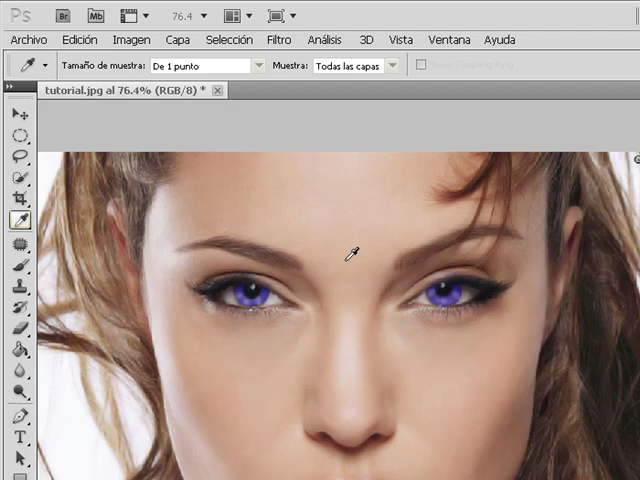 Ps Br Mb 76.4
Archivo Edición Imagen Capa Selección Filtro Análisis 3D Vista Ventana Ayuda
Tamaño de muestra: De 1 punto Muestra: Todas las capas
tutorial.jpg al 76.4% (RGB/8) *
T